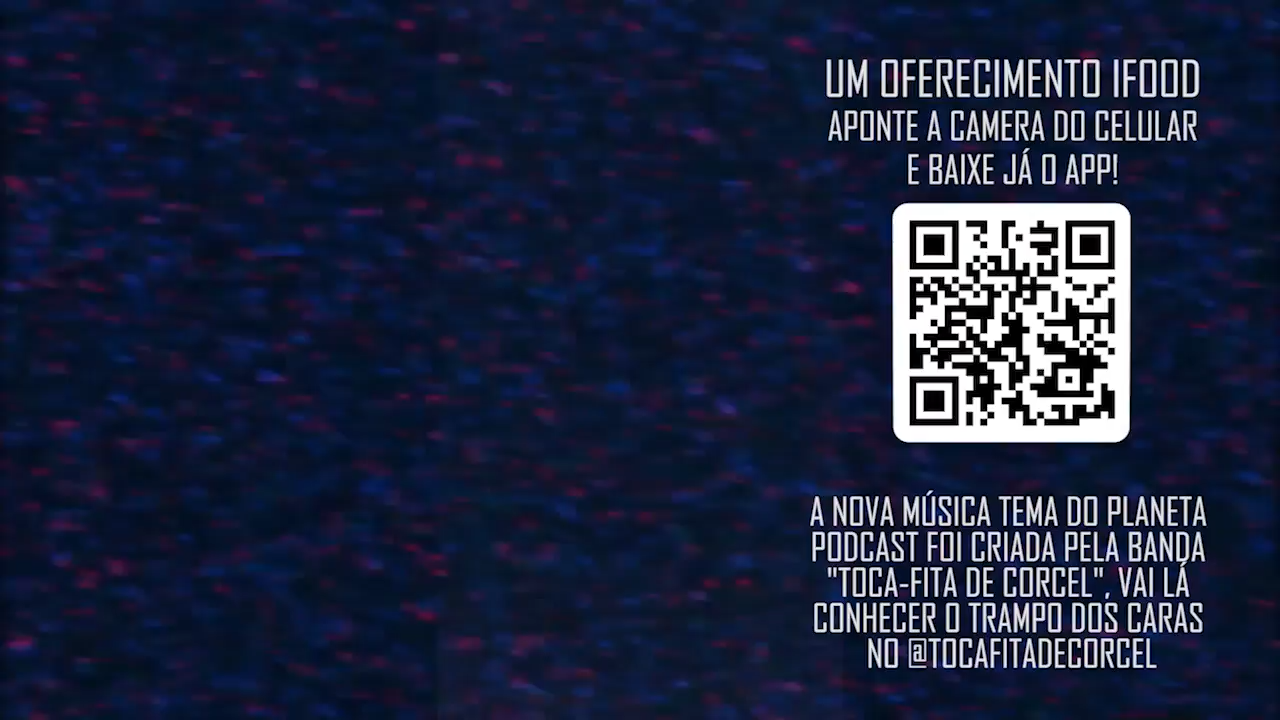 UM OFERECIMENTO IFOOD
APONTE A CAMERA DO CELULAR
E BAIXE JÁ O APP!
A NOVA MÚSICA TEMA DO PLANETA
PODCAST FOI CRIADA PELA BANDA
"TOCA-FITA DE CORCEL", VAI LÁ
CONHECER O TRAMPO DOS CARAS
NO @TOCAFITADECORCEL